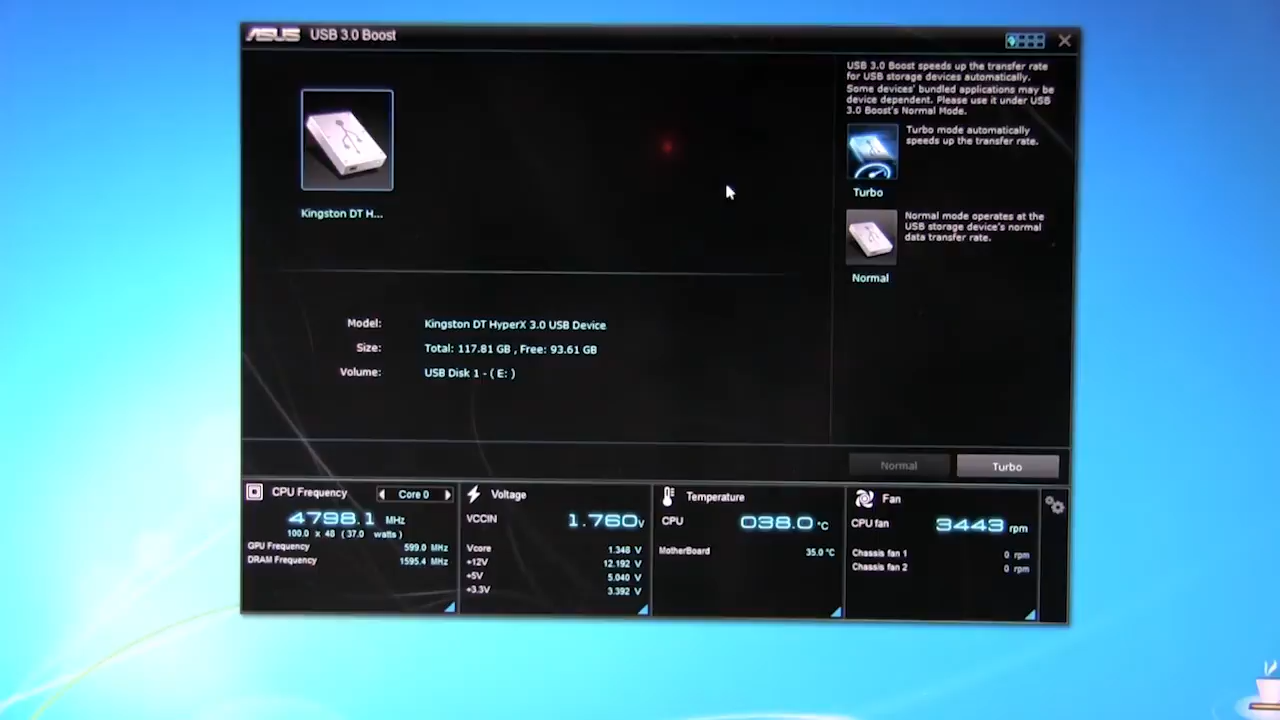 ASUS USB 3.0 Boost
Kingston DT H...
USB 3.0 Boost speeds up the transfer rate
for USB storage devices automatically.
Some devices' bundled applications may be
device dependent. Please use it under USB
3.0 Boost's Normal Mode.
Turbo mode automatically
speeds up the transfer rate.
Turbo
Normal mode operates at the
USB storage device's normal
data transfer rate.
Normal
Model: Kingston DT HyperX 3.0 USB Device
Size: Total: 117.81 GB , Free: 93.61 GB
Volume: USB Disk 1 - ( E: )
Normal Turbo
CPU Frequency Core 0
4798.1 MHz
100.0 x 48 ( 37.0 watts )
GPU Frequency 599.0 MHz
DRAM Frequency 1595.4 MHz
Voltage
VCCIN 1.760 v
Vcore 1.348 V
+12V 12.192 V
+5V 5.040 V
+3.3V 3.392 V
Temperature
CPU 038.0 °C
MotherBoard 35.0 °C
Fan
CPU fan 3443 rpm
Chassis fan 1 0 rpm
Chassis fan 2 0 rpm